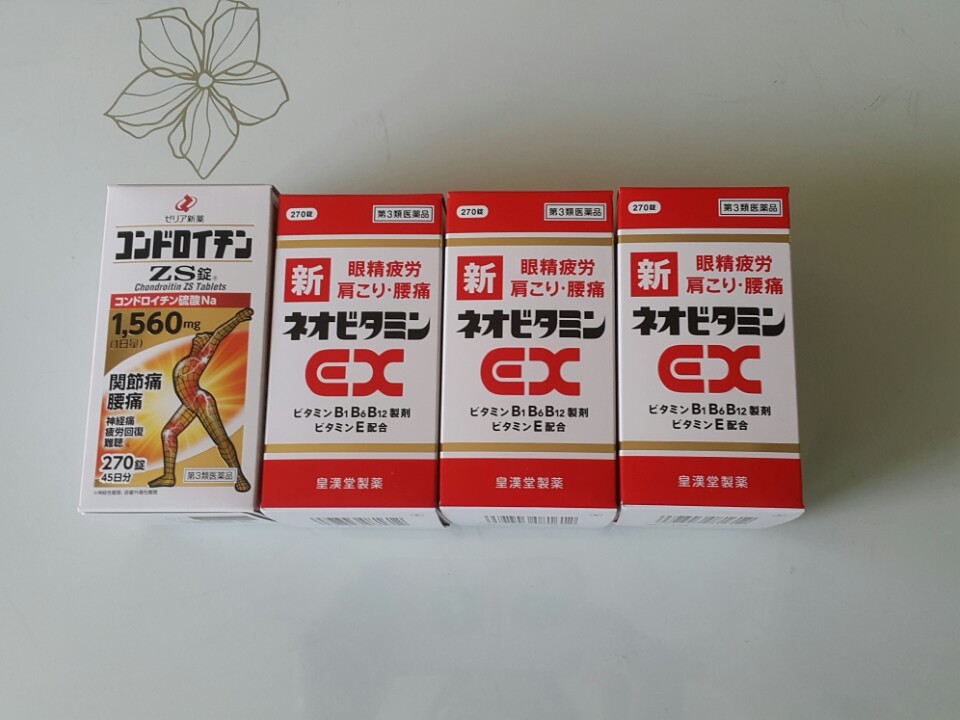 ゼリア新薬
コンドロイチン
ZS錠®
Chondroitin ZS Tablets
コンドロイチン硫酸Na
1,560mg
(1日量)
関節痛
腰痛
神経痛
疲労回復
難聴
270錠
45日分
第3類医薬品
270錠
第3類医薬品
新
眼精疲労
肩こり・腰痛
ネオビタミン
EX
ビタミンB1B6B12製剤
ビタミンE配合
皇漢堂製薬
270錠
第3類医薬品
新
眼精疲労
肩こり・腰痛
ネオビタミン
EX
ビタミンB1B6B12製剤
ビタミンE配合
皇漢堂製薬
270錠
第3類医薬品
新
眼精疲労
肩こり・腰痛
ネオビタミン
EX
ビタミンB1B6B12製剤
ビタミンE配合
皇漢堂製薬